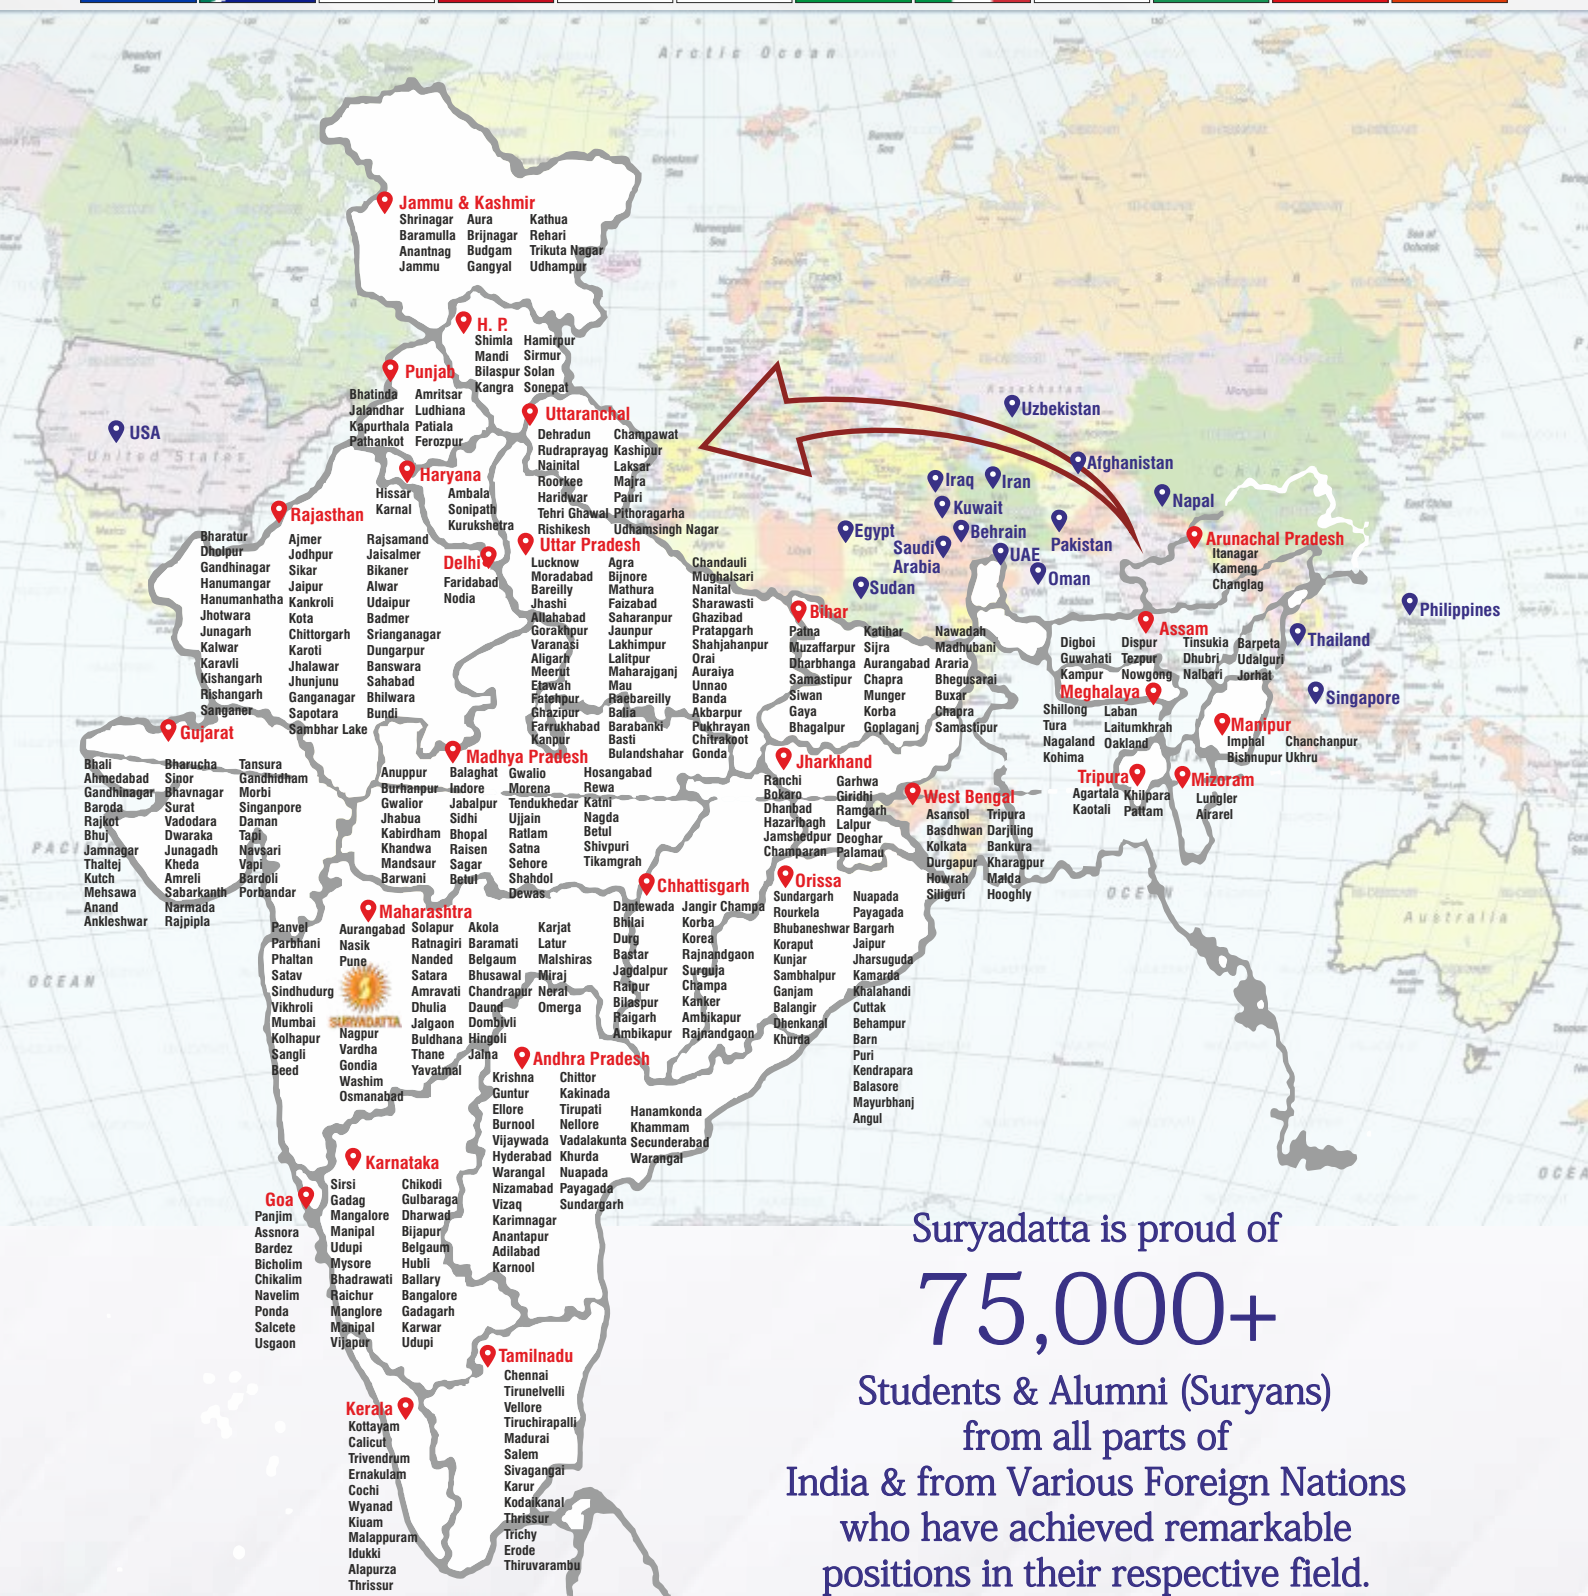 Arctic Ocean
Jammu & Kashmir
Shrinagar Aura Kathua
Baramulla Brijnagar Rehari
Anantnag Budgam Trikuta Nagar
Jammu Gangyal Udhampur
H. P.
Shimla Hamirpur
Mandi Sirmur
Bilaspur Solan
Kangra Sonepat
Punjab
Bhatinda Amritsar
Jalandhar Ludhiana
Kapurthala Patiala
Pathankot Ferozpur
Uttaranchal
Dehradun Champawat
Rudraprayag Kashipur
Nainital Laksar
Roorkee Majra
Haridwar Pauri
Tehri Ghawal Pithoragarha
Rishikesh Udhamsingh Nagar
Haryana
Hissar Ambala
Karnal Sonipath
Kurukshetra
USA
United States
Canada
Uzbekistan
Afghanistan
Iraq
Iran
Napal
China
Kuwait
Egypt
Behrain
Pakistan
Saudi
Arabia
UAE
Oman
Sudan
Philippines
Thailand
Singapore
Rajasthan
Bharatur Ajmer Rajsamand
Dholpur Jodhpur Jaisalmer
Gandhinagar Sikar Bikaner
Hanumangar Jaipur Alwar
Hanumanhatha Kankroli Udaipur
Jhotwara Kota Badmer
Junagarh Chittorgarh Srianganagar
Kalwar Karoti Dungarpur
Karavli Jhalawar Banswara
Kishangarh Jhunjunu Sahabad
Rishangarh Ganganagar Bhilwara
Sanganer Sapotara Bundi
Sambhar Lake
Delhi
Faridabad
Nodia
Uttar Pradesh
Lucknow Agra Chandauli
Moradabad Bijnore Mughalsari
Bareilly Mathura Nanital
Jhashi Faizabad Sharawasti
Allahabad Saharanpur Ghazibad
Gorakhpur Jaunpur Pratapgarh
Varanasi Lakhimpur Shahjahanpur
Aligarh Lalitpur Orai
Meerut Maharajganj Auraiya
Etawah Mau Unnao
Fatehpur Raebareilly Banda
Ghazipur Balia Akbarpur
Farrukhabad Barabanki Pukhrayan
Kanpur Basti Chitrakoot
Bulandshahar Gonda
Bihar
Patna Katihar Nawadah
Muzaffarpur Sijra Madhubani
Dharbhanga Aurangabad Araria
Samastipur Chapra Bhegusarai
Siwan Munger Buxar
Gaya Korba Chapra
Bhagalpur Goplaganj Samastipur
Arunachal Pradesh
Itanagar
Kameng
Changlag
Assam
Digboi Dispur Tinsukia Barpeta
Guwahati Tezpur Dhubri Udalguri
Kampur Nowgong Nalbari Jorhat
Meghalaya
Shillong Laban
Tura Laitumkhrah
Nagaland Oakland
Kohima
Manipur
Imphal Chanchanpur
Bishnupur Ukhru
Tripura
Agartala Khilpara
Kaotali Pattam
Mizoram
Lungler
Airarel
Gujarat
Bhali Bharucha Tansura
Ahmedabad Sinor Gandhidham
Gandhinagar Bhavnagar Morbi
Baroda Surat Singanpore
Rajkot Vadodara Daman
Bhuj Dwaraka Tapi
Jamnagar Junagadh Navsari
Thaltej Kheda Vapi
Kutch Amreli Bardoli
Mehsawa Sabarkanth Porbandar
Anand Narmada
Ankleshwar Rajpipla
Madhya Pradesh
Anuppur Balaghat Gwalio Hosangabad
Burhanpur Indore Morena Rewa
Gwalior Jabalpur Tendukhedar Katni
Jhabua Sidhi Ujjain Nagda
Kabirdham Bhopal Ratlam Betul
Khandwa Raisen Satna Shivpuri
Mandsaur Sagar Sehore Tikamgrah
Barwani Betul Shahdol
Dewas
Jharkhand
Ranchi Garhwa
Bokaro Giridhi
Dhanbad Ramgarh
Hazaribagh Lalpur
Jamshedpur Deoghar
Champaran Palamau
West Bengal
Asansol Tripura
Basdhwan Darjiling
Kolkata Bankura
Durgapur Kharagpur
Howrah Malda
Siliguri Hooghly
Chhattisgarh
Dantewada Jangir Champa
Bhilai Korba
Durg Korea
Bastar Rajnandgaon
Jagdalpur Surguja
Raipur Champa
Bilaspur Kanker
Raigarh Ambikapur
Ambikapur Rajnandgaon
Orissa
Sundargarh Nuapada
Rourkela Payagada
Bhubaneshwar Bargarh
Koraput Jaipur
Kunjar Jharsuguda
Sambhalpur Kamarda
Ganjam Khalahandi
Balangir Cuttak
Dhenkanal Behampur
Khurda Barn
Puri
Kendrapara
Balasore
Mayurbhanj
Angul
OCEAN
Australia
OCEAN
Maharashtra
Panvel Aurangabad Solapur Akola Karjat
Parbhani Nasik Ratnagiri Baramati Latur
Phaltan Pune Nanded Belgaum Malshiras
Satav Satara Bhusawal Miraj
Sindhudurg Amravati Chandrapur Neral
Vikhroli Dhulia Daund Omerga
Mumbai SURYADATTA Jalgaon Dombivli
Kolhapur Nagpur Buldhana Hingoli
Sangli Vardha Thane Jalna
Beed Gondia Yavatmal
Washim
Osmanabad
Andhra Pradesh
Krishna Chittor
Guntur Kakinada
Ellore Tirupati Hanamkonda
Burnool Nellore Khammam
Vijaywada Vadalakunta Secunderabad
Hyderabad Khurda Warangal
Warangal Nuapada
Nizamabad Payagada
Vizaq Sundargarh
Karimnagar
Anantapur
Adilabad
Karnool
Karnataka
Sirsi Chikodi
Gadag Gulbaraga
Mangalore Dharwad
Manipal Bijapur
Udupi Belgaum
Mysore Hubli
Bhadrawati Ballary
Raichur Bangalore
Manglore Gadagarh
Manipal Karwar
Vijapur Udupi
Goa
Panjim
Assnora
Bardez
Bicholim
Chikalim
Navelim
Ponda
Salcete
Usgaon
Tamilnadu
Chennai
Tirunelvelli
Vellore
Tiruchirapalli
Madurai
Salem
Sivagangai
Karur
Kodaikanal
Thrissur
Trichy
Erode
Thiruvarambu
Kerala
Kottayam
Calicut
Trivendrum
Ernakulam
Cochi
Wyanad
Kiuam
Malappuram
Idukki
Alapurza
Thrissur
Suryadatta is proud of
75,000+
Students & Alumni (Suryans)
from all parts of
India & from Various Foreign Nations
who have achieved remarkable
positions in their respective field.